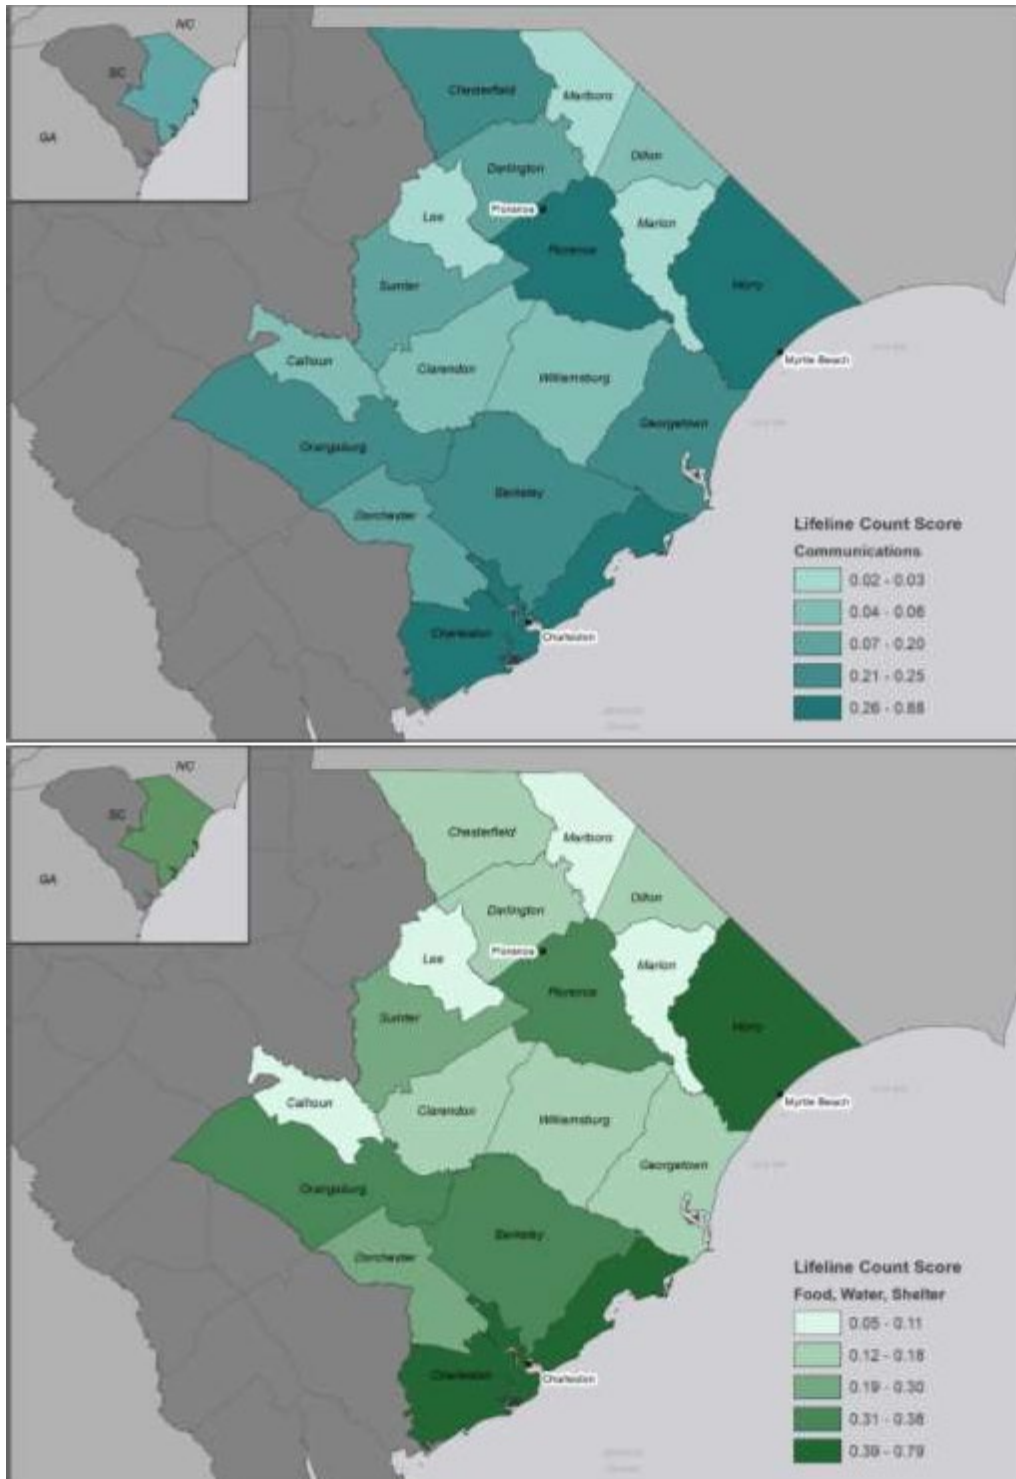 NC
SC
GA
Chesterfield
Marlboro
Dillon
Darlington
Florence
Lee
Marion
Florence
Horry
Sumter
Myrtle Beach
Calhoun
Clarendon
Williamsburg
Georgetown
Orangeburg
Berkeley
Dorchester
Charleston
Charleston
Lifeline Count Score
Communications
0.02 - 0.03
0.04 - 0.06
0.07 - 0.20
0.21 - 0.25
0.26 - 0.88
NC
SC
GA
Chesterfield
Marlboro
Dillon
Darlington
Florence
Lee
Marion
Florence
Horry
Sumter
Myrtle Beach
Calhoun
Clarendon
Williamsburg
Georgetown
Orangeburg
Berkeley
Dorchester
Charleston
Charleston
Lifeline Count Score
Food, Water, Shelter
0.05 - 0.11
0.12 - 0.18
0.19 - 0.30
0.31 - 0.38
0.39 - 0.79